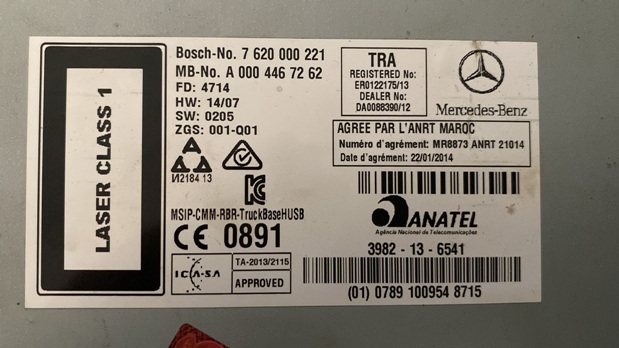 LASER CLASS 1
Bosch-No. 7 620 000 221
MB-No. A 000 446 72 62
FD: 4714
HW: 14/07
SW: 0205
ZGS: 001-Q01
И2184 13
MSIP-CMM-RBR-TruckBaseHUSB
CE 0891
ICASA
TA-2013/2115
APPROVED
TRA
REGISTERED No:
ER0122175/13
DEALER No:
DA0088390/12
Mercedes-Benz
AGREE PAR L'ANRT MAROC
Numéro d'agrément: MR8873 ANRT 21014
Date d'agrément: 22/01/2014
ANATEL
Agência Nacional de Telecomunicações
3982 - 13 - 6541
(01) 0789 100954 8715